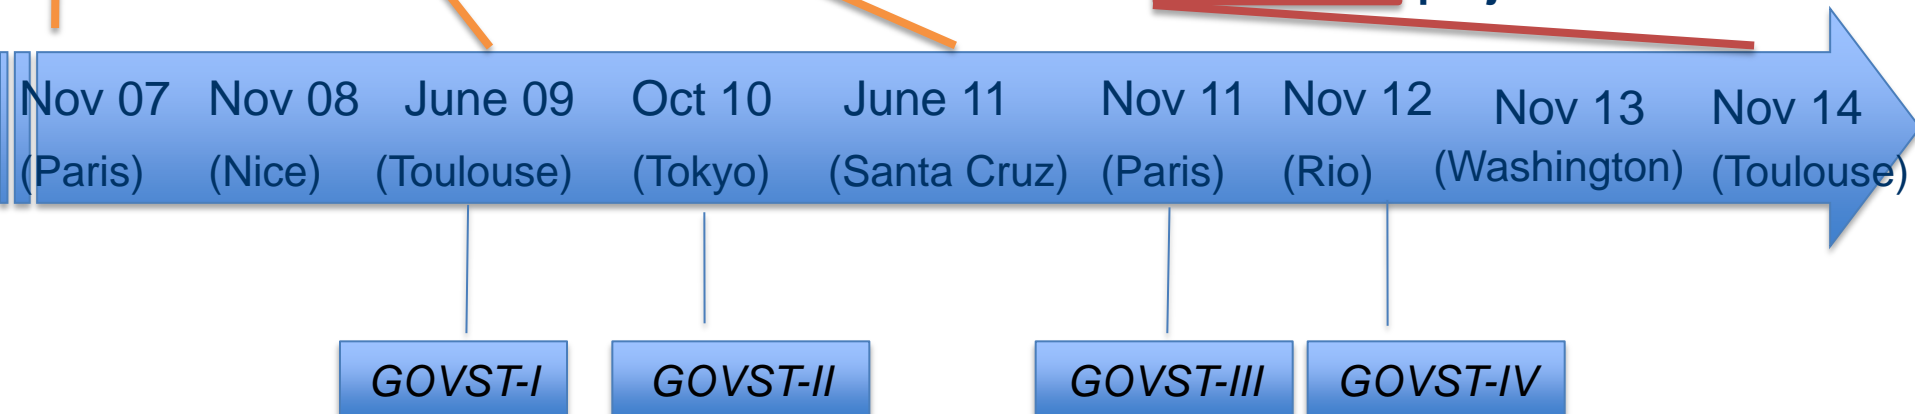 Nov 07 Nov 08 June 09 Oct 10 June 11 Nov 11 Nov 12 Nov 13 Nov 14
(Paris) (Nice) (Toulouse) (Tokyo) (Santa Cruz) (Paris) (Rio) (Washington) (Toulouse)
GOVST-I GOVST-II GOVST-III GOVST-IV